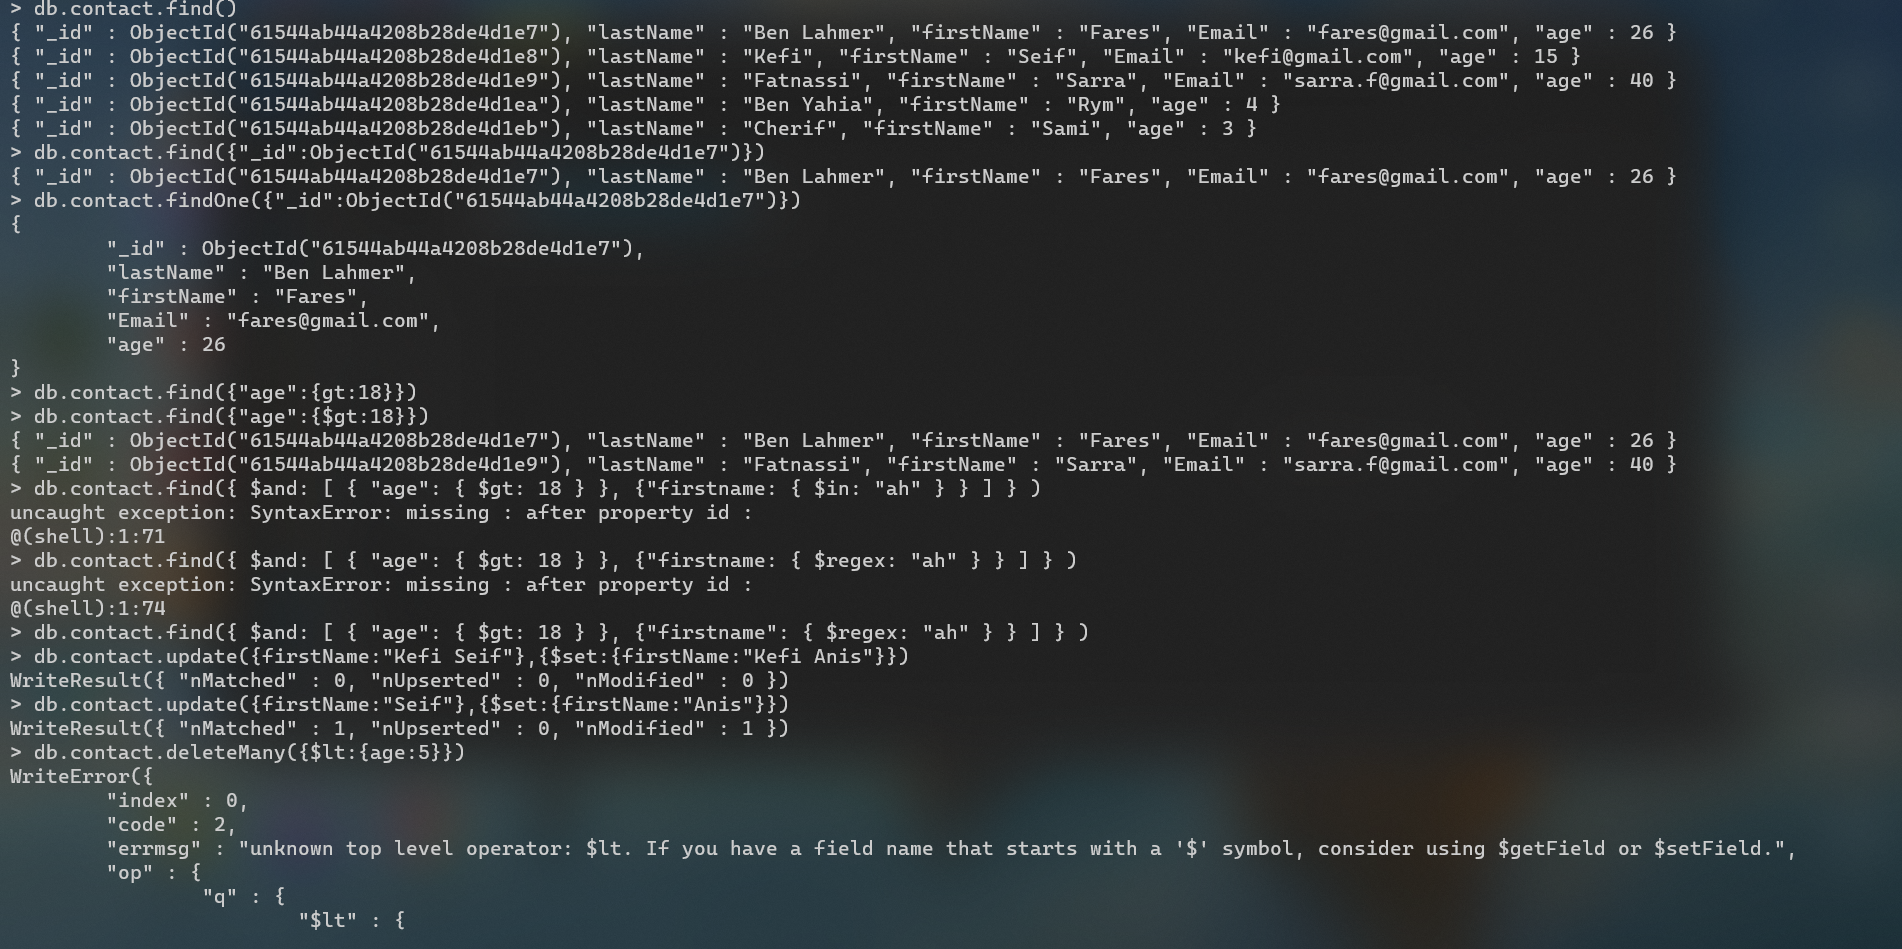 > db.contact.find()
{ "_id" : ObjectId("61544ab44a4208b28de4d1e7"), "lastName" : "Ben Lahmer", "firstName" : "Fares", "Email" : "fares@gmail.com", "age" : 26 }
{ "_id" : ObjectId("61544ab44a4208b28de4d1e8"), "lastName" : "Kefi", "firstName" : "Seif", "Email" : "kefi@gmail.com", "age" : 15 }
{ "_id" : ObjectId("61544ab44a4208b28de4d1e9"), "lastName" : "Fatnassi", "firstName" : "Sarra", "Email" : "sarra.f@gmail.com", "age" : 40 }
{ "_id" : ObjectId("61544ab44a4208b28de4d1ea"), "lastName" : "Ben Yahia", "firstName" : "Rym", "age" : 4 }
{ "_id" : ObjectId("61544ab44a4208b28de4d1eb"), "lastName" : "Cherif", "firstName" : "Sami", "age" : 3 }
> db.contact.find({"_id":ObjectId("61544ab44a4208b28de4d1e7")})
{ "_id" : ObjectId("61544ab44a4208b28de4d1e7"), "lastName" : "Ben Lahmer", "firstName" : "Fares", "Email" : "fares@gmail.com", "age" : 26 }
> db.contact.findOne({"_id":ObjectId("61544ab44a4208b28de4d1e7")})
{
        "_id" : ObjectId("61544ab44a4208b28de4d1e7"),
        "lastName" : "Ben Lahmer",
        "firstName" : "Fares",
        "Email" : "fares@gmail.com",
        "age" : 26
}
> db.contact.find({"age":{gt:18}})
> db.contact.find({"age":{$gt:18}})
{ "_id" : ObjectId("61544ab44a4208b28de4d1e7"), "lastName" : "Ben Lahmer", "firstName" : "Fares", "Email" : "fares@gmail.com", "age" : 26 }
{ "_id" : ObjectId("61544ab44a4208b28de4d1e9"), "lastName" : "Fatnassi", "firstName" : "Sarra", "Email" : "sarra.f@gmail.com", "age" : 40 }
> db.contact.find({ $and: [ { "age": { $gt: 18 } }, {"firstname: { $in: "ah" } } ] } )
uncaught exception: SyntaxError: missing : after property id :
@(shell):1:71
> db.contact.find({ $and: [ { "age": { $gt: 18 } }, {"firstname: { $regex: "ah" } } ] } )
uncaught exception: SyntaxError: missing : after property id :
@(shell):1:74
> db.contact.find({ $and: [ { "age": { $gt: 18 } }, {"firstname": { $regex: "ah" } } ] } )
> db.contact.update({firstName:"Kefi Seif"},{$set:{firstName:"Kefi Anis"}})
WriteResult({ "nMatched" : 0, "nUpserted" : 0, "nModified" : 0 })
> db.contact.update({firstName:"Seif"},{$set:{firstName:"Anis"}})
WriteResult({ "nMatched" : 1, "nUpserted" : 0, "nModified" : 1 })
> db.contact.deleteMany({$lt:{age:5}})
WriteError({
        "index" : 0,
        "code" : 2,
        "errmsg" : "unknown top level operator: $lt. If you have a field name that starts with a '$' symbol, consider using $getField or $setField.",
        "op" : {
                "q" : {
                        "$lt" : {